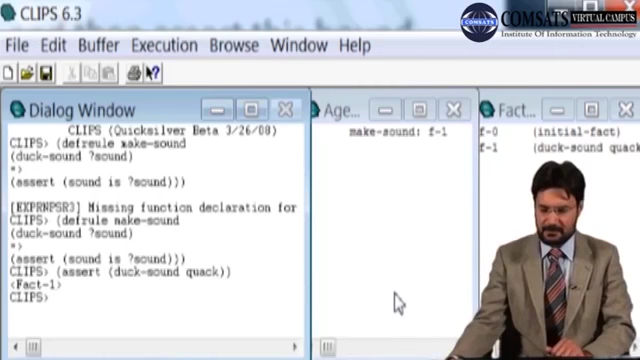 CLIPS 6.3
COMSATS VIRTUAL CAMPUS
Institute Of Information Technology
File Edit Buffer Execution Browse Window Help
Dialog Window
CLIPS (Quicksilver Beta 3/26/08)
CLIPS> (defreule make-sound
(duck-sound ?sound)
=>
(assert (sound is ?sound)))
[EXPRNPSR3] Missing function declaration for
CLIPS> (defrule make-sound
(duck-sound ?sound)
=>
(assert (sound is ?sound)))
CLIPS> (assert (duck-sound quack))
<Fact-1>
CLIPS>
Age...
make-sound: f-1
Fact...
f-0 (initial-fact)
f-1 (duck-sound quack